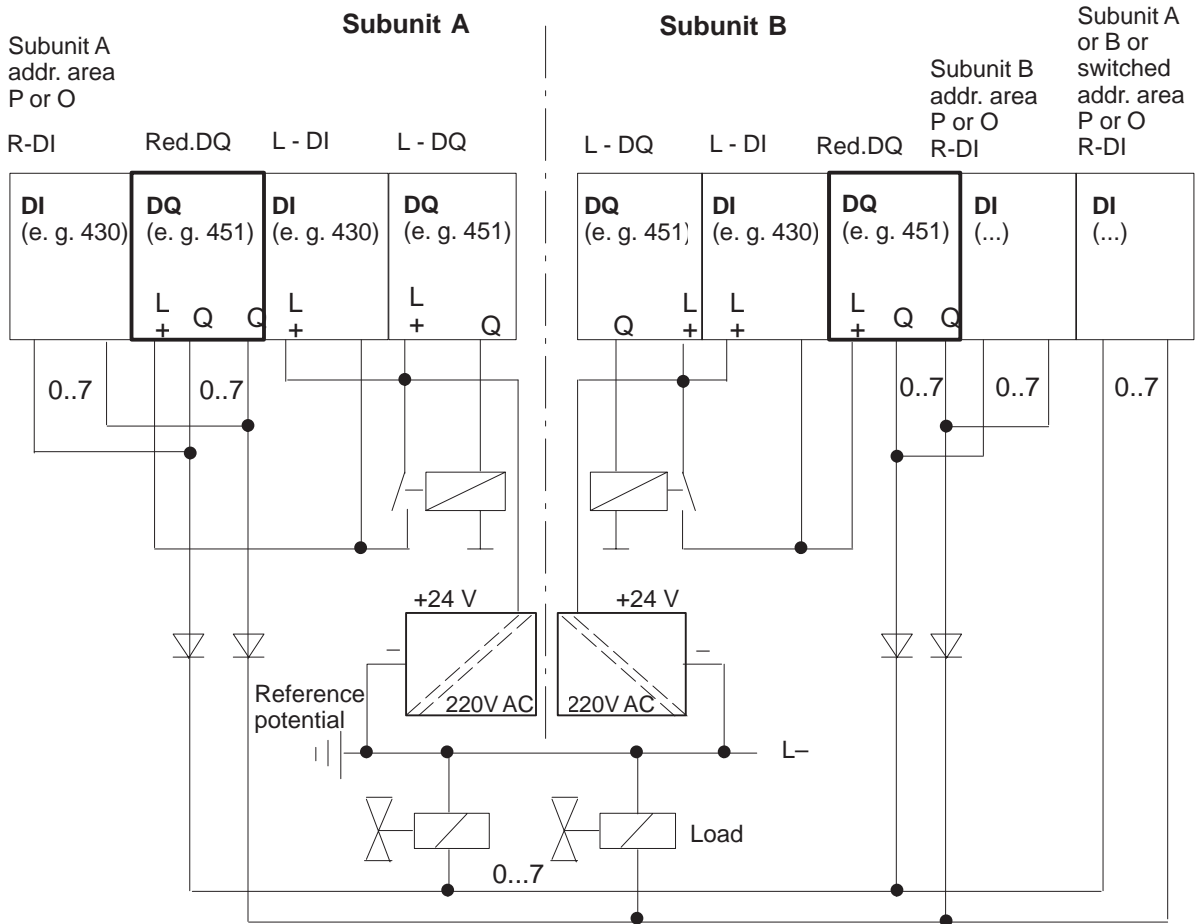 Subunit A
Subunit B
Subunit A
addr. area
P or O
R-DI
Subunit B
addr. area
P or O
R-DI
Subunit A
or B or
switched
addr. area
P or O
R-DI
Red.DQ
L - DI
L - DQ
L - DQ
L - DI
Red.DQ
DI
(e. g. 430)
DQ
(e. g. 451)
DI
(e. g. 430)
DQ
(e. g. 451)
DQ
(e. g. 451)
DI
(e. g. 430)
DQ
(e. g. 451)
DI
(...)
DI
(...)
L
+
Q
Q
L
+
L
+
Q
Q
L
+
L
+
L
+
Q
Q
0..7
0..7
0..7
0..7
0..7
+24 V
+24 V
–
–
220V AC
220V AC
Reference
potential
L–
Load
0...7